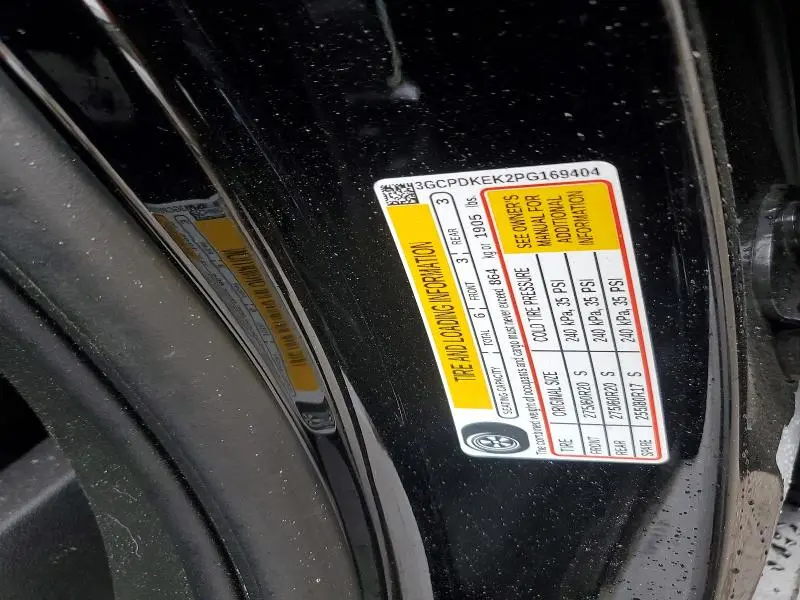 3GCPDKEK2PG169404
TIRE AND LOADING INFORMATION
SEATING CAPACITY TOTAL 6 FRONT 3 REAR 3
The combined weight of occupants and cargo must never exceed 864 kg or 1905 lbs.
TIRE ORIGINAL SIZE COLD TIRE PRESSURE
FRONT 275/60R20 S 240 kPa, 35 PSI
REAR 275/60R20 S 240 kPa, 35 PSI
SPARE 255/80R17 S 240 kPa, 35 PSI
SEE OWNER'S
MANUAL FOR
ADDITIONAL
INFORMATION